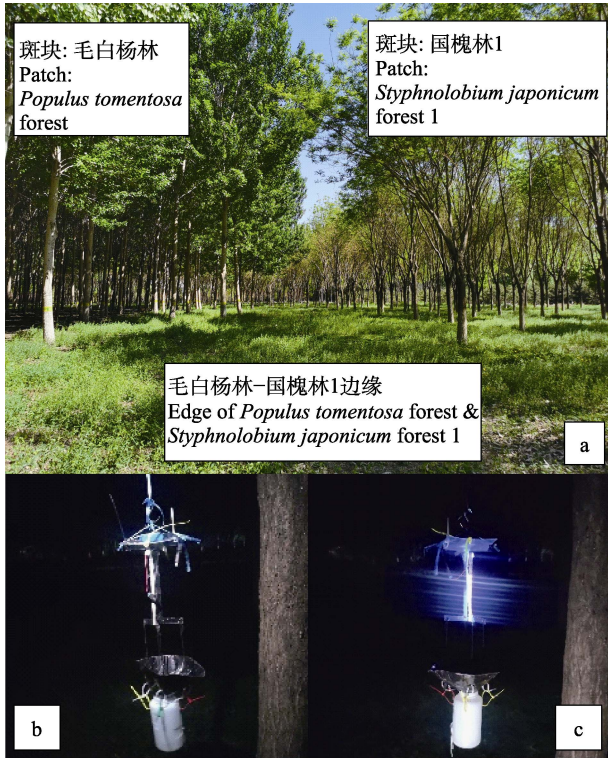 斑块: 毛白杨林
Patch:
Populus tomentosa
forest
斑块: 国槐林1
Patch:
Styphnolobium japonicum
forest 1
毛白杨林–国槐林1边缘
Edge of Populus tomentosa forest &
Styphnolobium japonicum forest 1
a
b
c